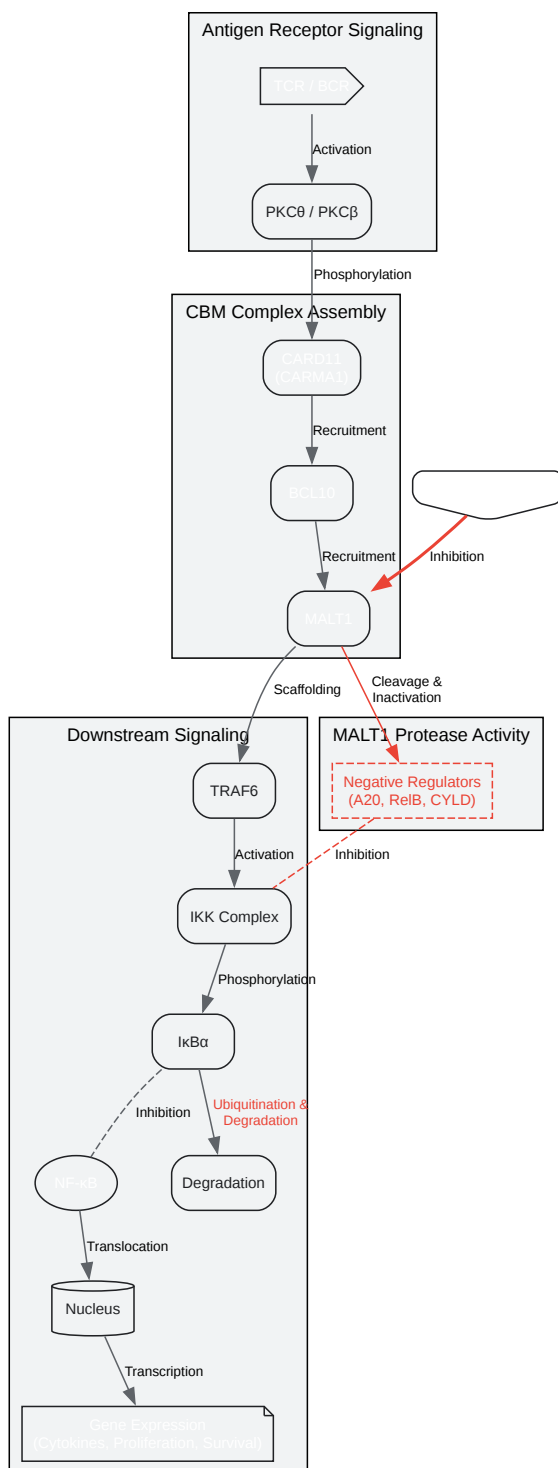 Antigen Receptor Signaling
TCR / BCR
Activation
PKCθ / PKCβ
Phosphorylation
CBM Complex Assembly
CARD11
(CARMA1)
Recruitment
BCL10
Recruitment
Inhibition
MALT1
Scaffolding
Cleavage &
Inactivation
Downstream Signaling
MALT1 Protease Activity
TRAF6
Negative Regulators
(A20, RelB, CYLD)
Activation
Inhibition
IKK Complex
Phosphorylation
IκBα
Inhibition
Ubiquitination &
Degradation
NF-κB
Degradation
Translocation
Nucleus
Transcription
Gene Expression
(Cytokines, Proliferation, Survival)